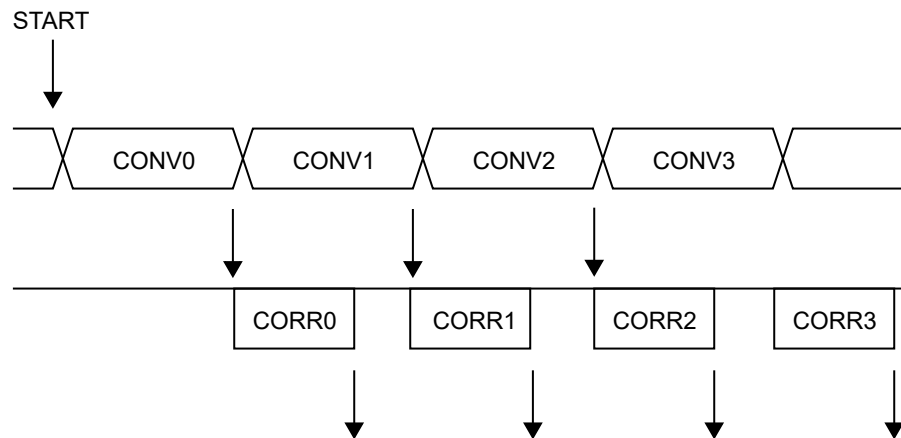 START
CONV0 CONV1 CONV2 CONV3
CORR0 CORR1 CORR2 CORR3